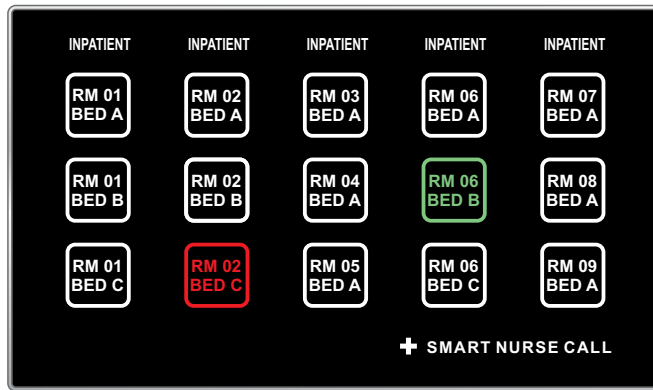 INPATIENT INPATIENT INPATIENT INPATIENT INPATIENT
RM 01 RM 02 RM 03 RM 06 RM 07
BED A BED A BED A BED A BED A
RM 01 RM 02 RM 04 RM 06 RM 08
BED B BED B BED A BED B BED A
RM 01 RM 02 RM 05 RM 06 RM 09
BED C BED C BED A BED C BED A
SMART NURSE CALL